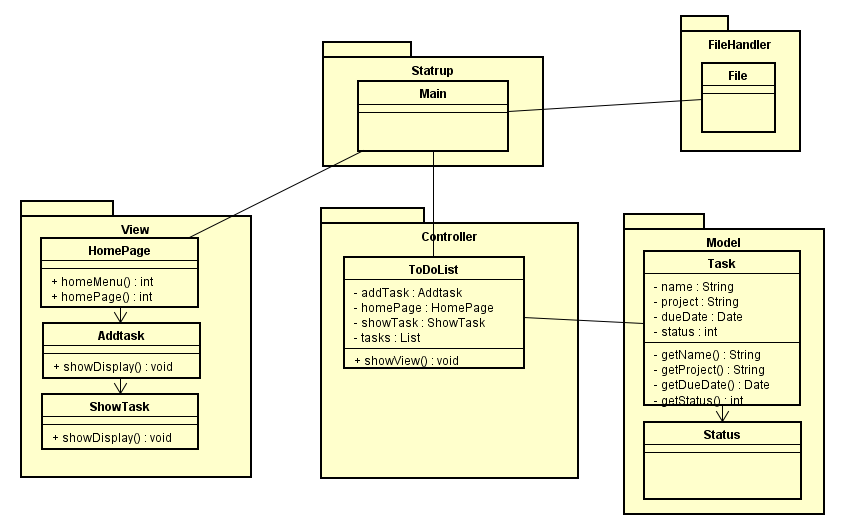 FileHandler
File
Statrup
Main
View
HomePage
+ homeMenu() : int
+ homePage() : int
Addtask
+ showDisplay() : void
ShowTask
+ showDisplay() : void
Controller
ToDoList
- addTask : Addtask
- homePage : HomePage
- showTask : ShowTask
- tasks : List
+ showView() : void
Model
Task
- name : String
- project : String
- dueDate : Date
- status : int
- getName() : String
- getProject() : String
- getDueDate() : Date
- getStatus() : int
Status